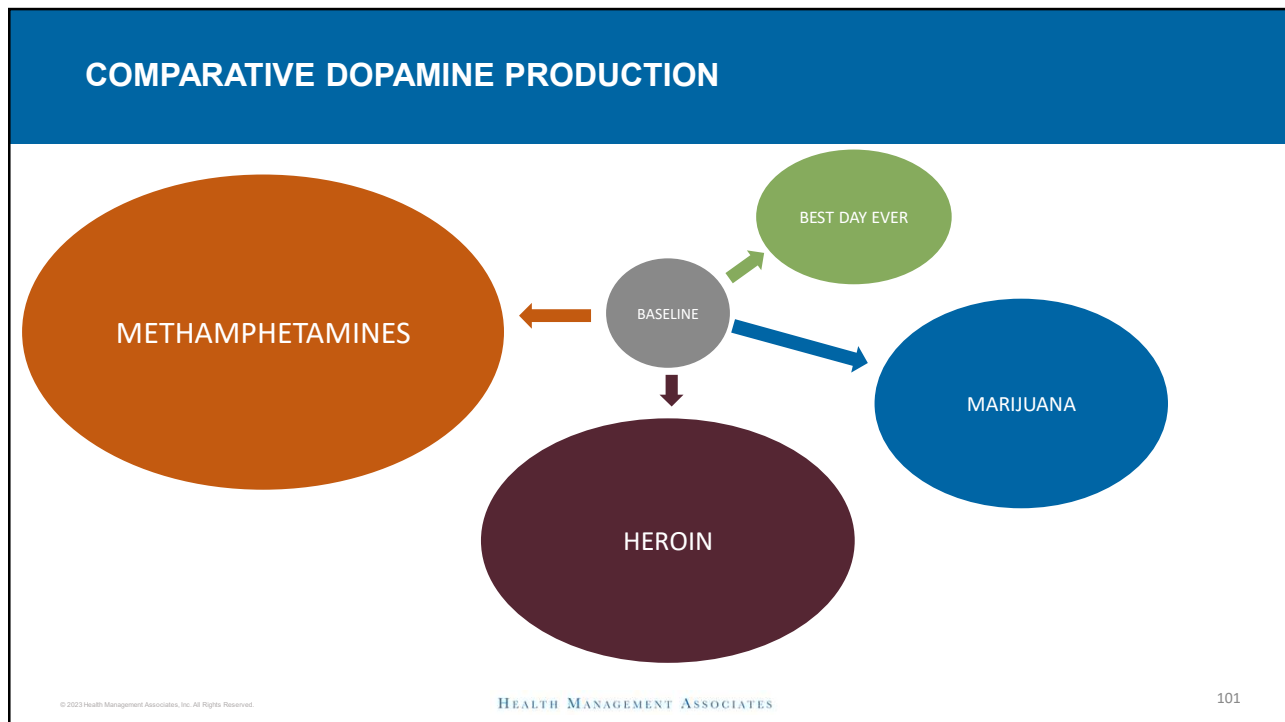 COMPARATIVE DOPAMINE PRODUCTION
BEST DAY EVER
BASELINE
METHAMPHETAMINES
MARIJUANA
HEROIN
© 2023 Health Management Associates, Inc. All Rights Reserved.
HEALTH MANAGEMENT ASSOCIATES
101